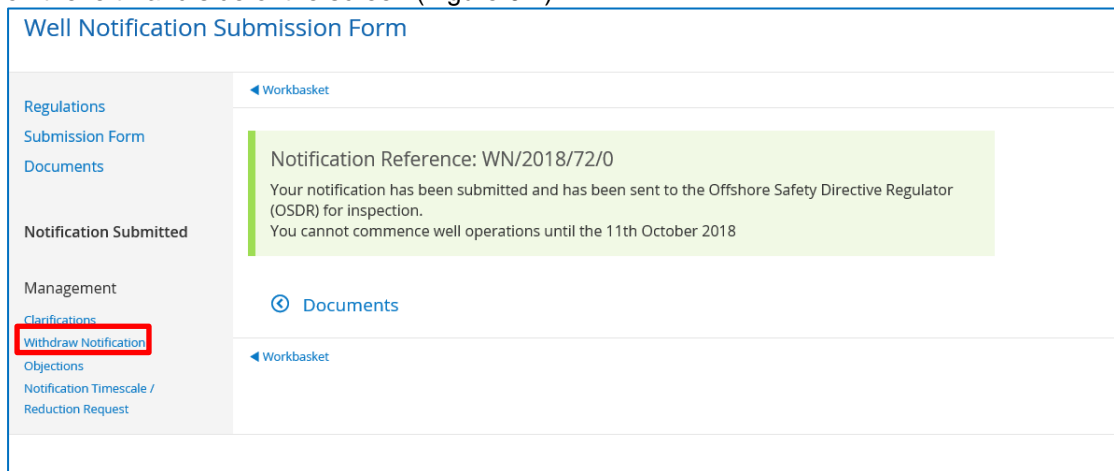 Well Notification Submission Form
Regulations
Submission Form
Documents
Notification Submitted
Management
Clarifications
Withdraw Notification
Objections
Notification Timescale /
Reduction Request
Workbasket
Notification Reference: WN/2018/72/0
Your notification has been submitted and has been sent to the Offshore Safety Directive Regulator
(OSDR) for inspection.
You cannot commence well operations until the 11th October 2018
Documents
Workbasket